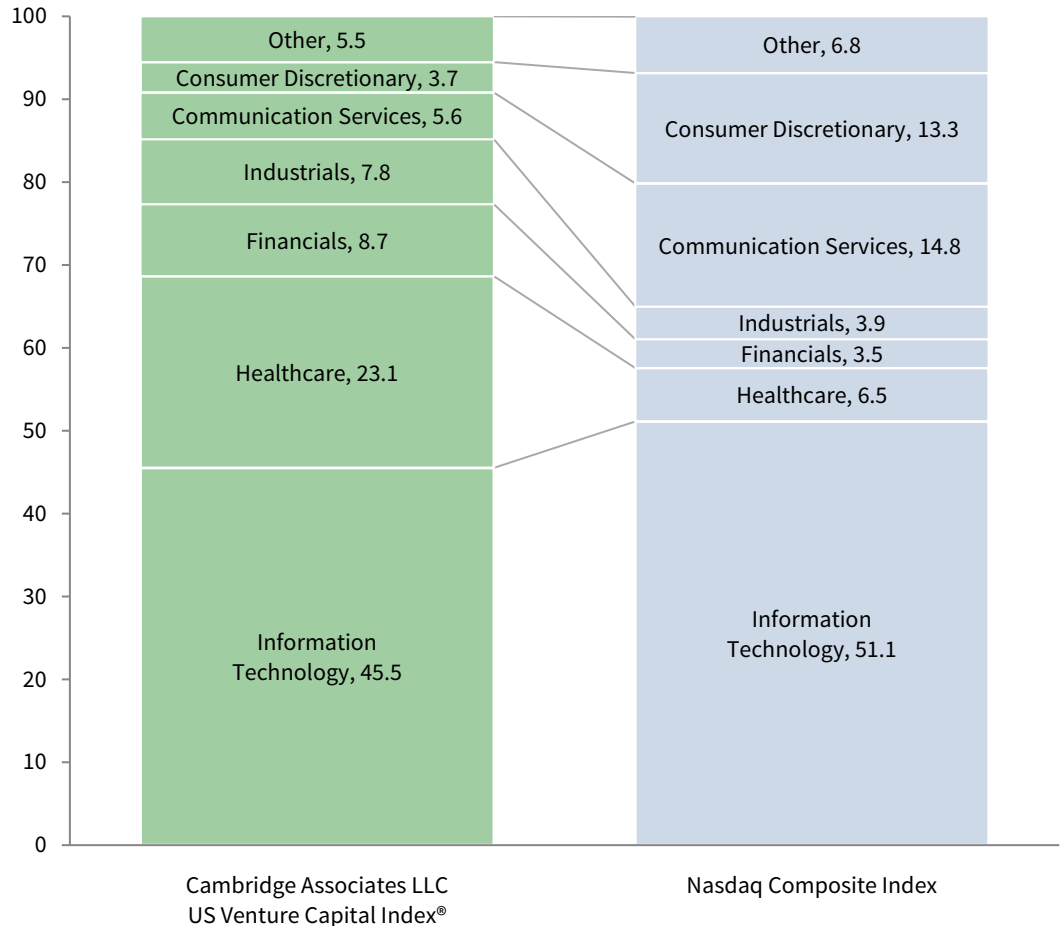 100
90
80
70
60
50
40
30
20
10
0
Other, 5.5
Consumer Discretionary, 3.7
Communication Services, 5.6
Industrials, 7.8
Financials, 8.7
Healthcare, 23.1
Information
Technology, 45.5
Other, 6.8
Consumer Discretionary, 13.3
Communication Services, 14.8
Industrials, 3.9
Financials, 3.5
Healthcare, 6.5
Information
Technology, 51.1
Cambridge Associates LLC
US Venture Capital Index®
Nasdaq Composite Index